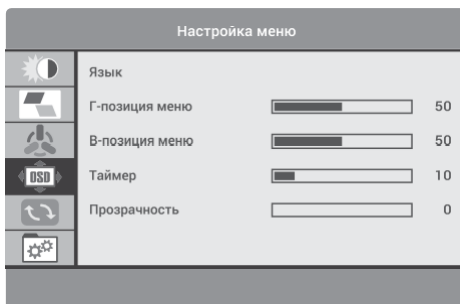 Настройка меню
Язык
Г-позиция меню 50
В-позиция меню 50
OSD
Таймер 10
Прозрачность 0